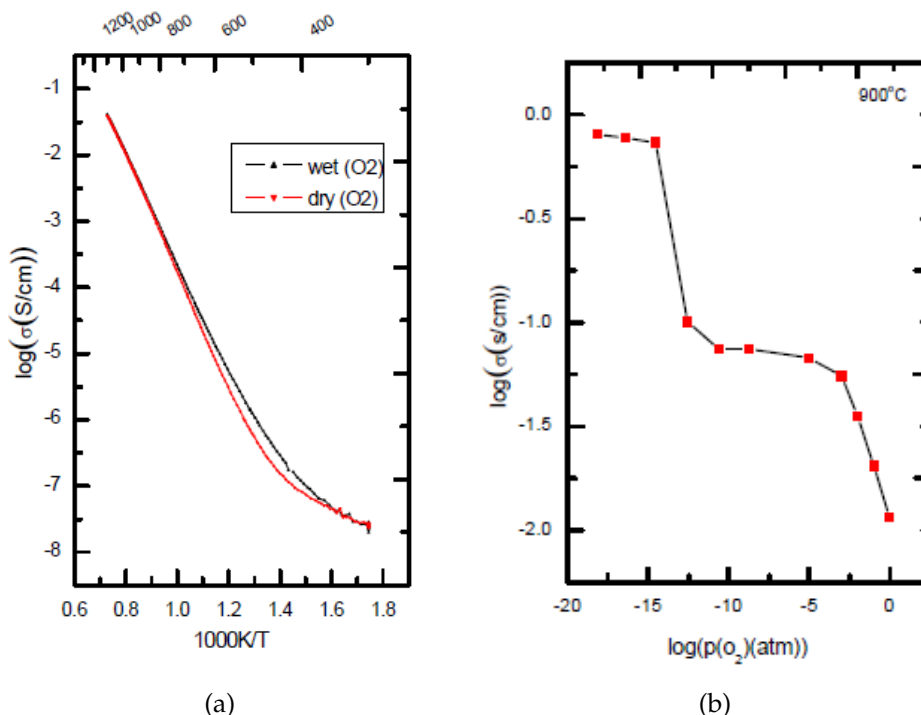 1200 1000 800 600 400
-1
-2
-3
-4
-5
-6
-7
-8
log(σ(S/cm))
wet (O2)
dry (O2)
0.6 0.8 1.0 1.2 1.4 1.6 1.8
1000K/T
(a)
900°C
0.0
-0.5
-1.0
-1.5
-2.0
log(σ(s/cm))
-20 -15 -10 -5 0
log(p(o₂)(atm))
(b)